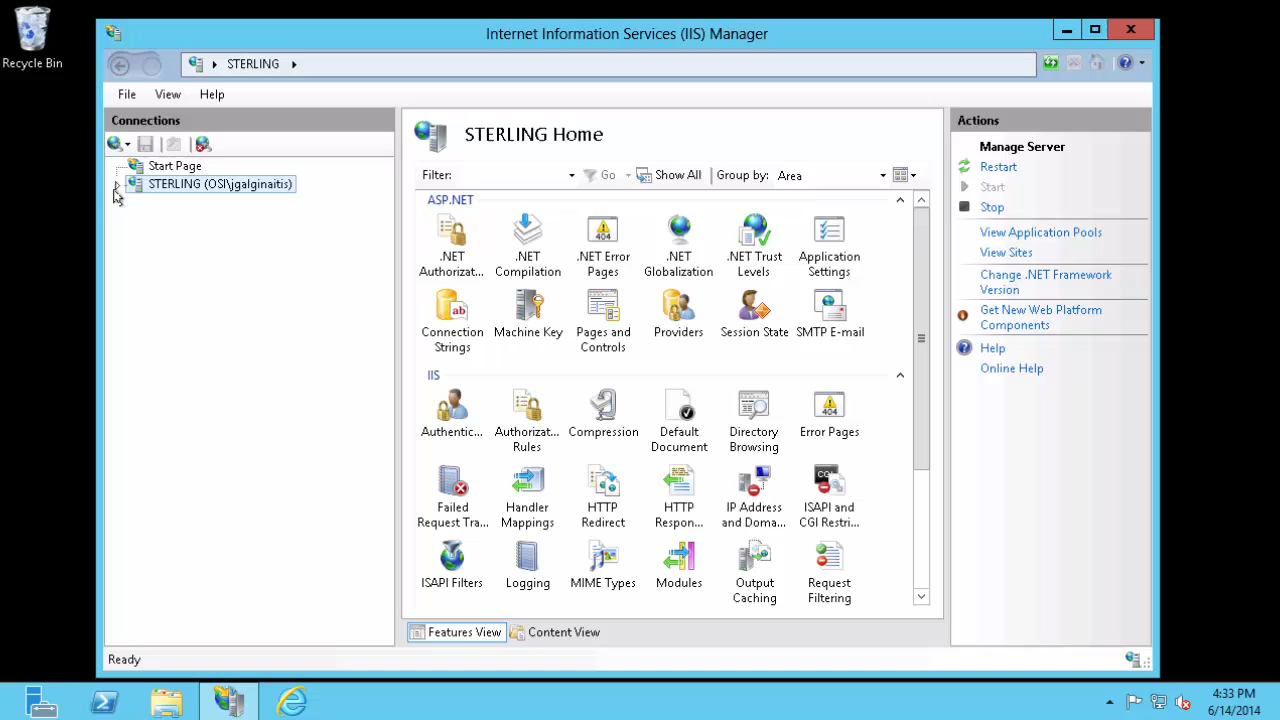 Recycle Bin
Internet Information Services (IIS) Manager
STERLING
File View Help
Connections
Start Page
STERLING (OSI\jgalginaitis)
STERLING Home
Filter: Go Show All Group by: Area
ASP.NET
.NET Authorizat...
.NET Compilation
.NET Error Pages
.NET Globalization
.NET Trust Levels
Application Settings
Connection Strings
Machine Key
Pages and Controls
Providers
Session State
SMTP E-mail
IIS
Authentic...
Authorizat... Rules
Compression
Default Document
Directory Browsing
Error Pages
Failed Request Tra...
Handler Mappings
HTTP Redirect
HTTP Respon...
IP Address and Doma...
ISAPI and CGI Restri...
ISAPI Filters
Logging
MIME Types
Modules
Output Caching
Request Filtering
Features View
Content View
Actions
Manage Server
Restart
Start
Stop
View Application Pools
View Sites
Change .NET Framework
Version
Get New Web Platform
Components
Help
Online Help
Ready
4:33 PM
6/14/2014